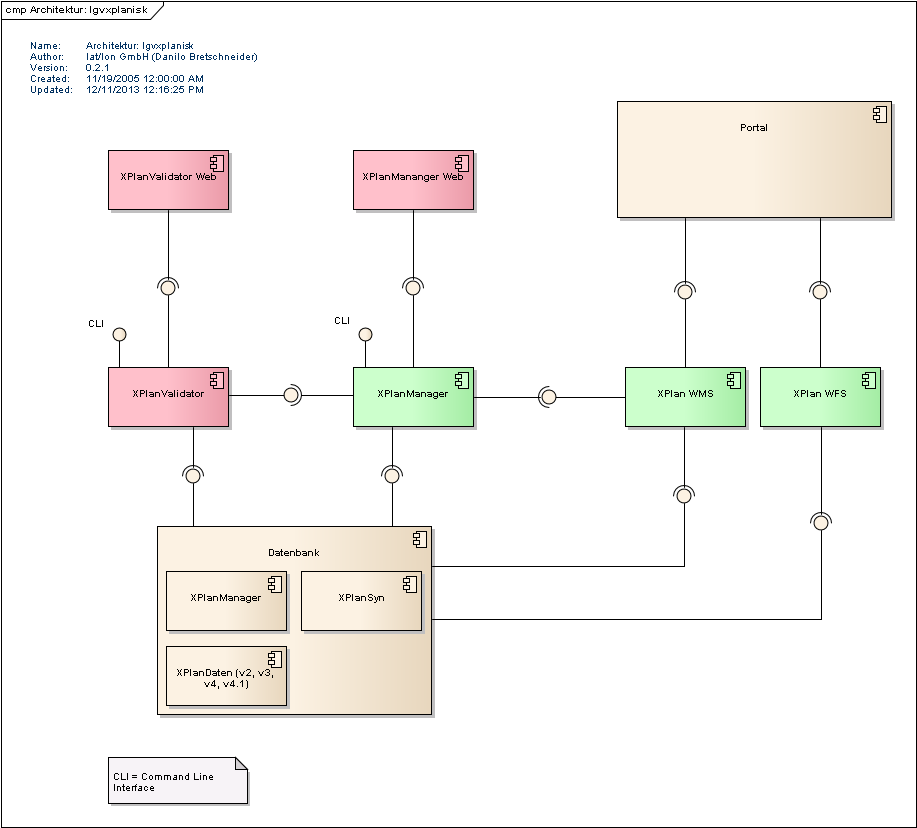 cmp Architektur: lgvxplanisk
Name: Architektur: lgvxplanisk
Author: lat/lon GmbH (Danilo Bretschneider)
Version: 0.2.1
Created: 11/19/2005 12:00:00 AM
Updated: 12/11/2013 12:16:25 PM
Portal
XPlanValidator Web
XPlanMananger Web
CLI
CLI
XPlanValidator
XPlanManager
XPlan WMS
XPlan WFS
Datenbank
XPlanManager
XPlanSyn
XPlanDaten (v2, v3,
v4, v4.1)
CLI = Command Line
Interface